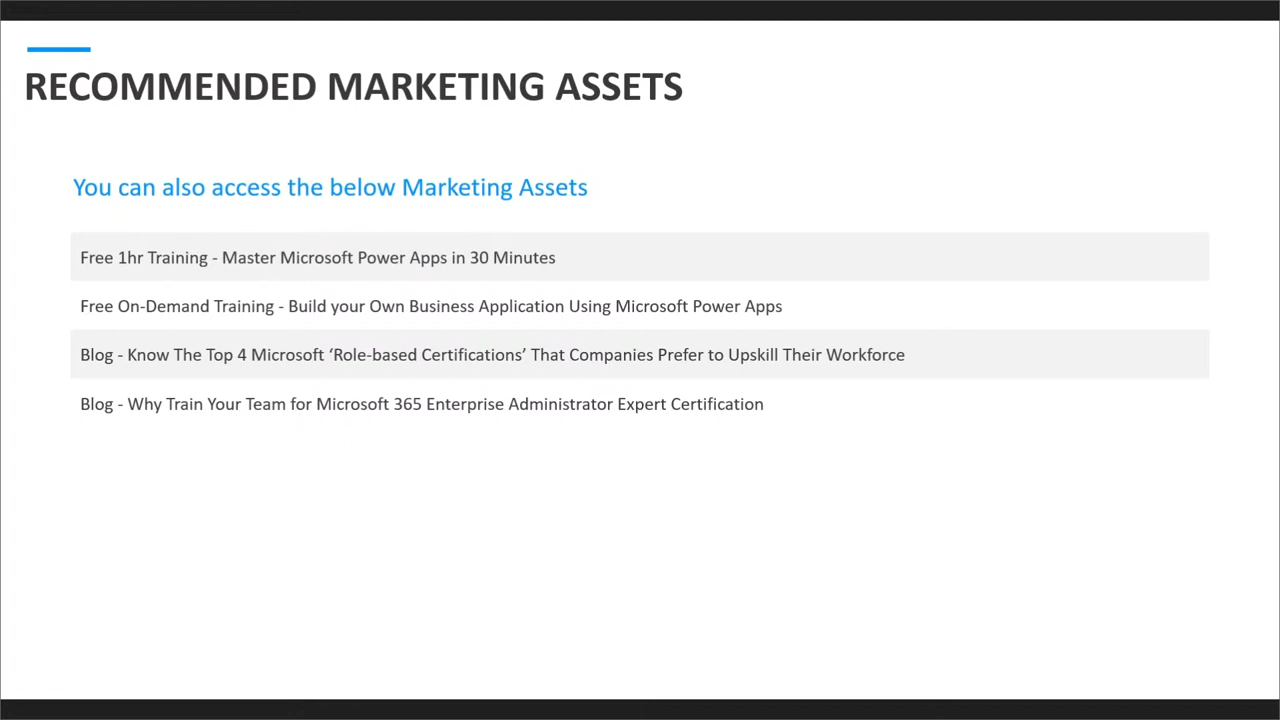 RECOMMENDED MARKETING ASSETS
You can also access the below Marketing Assets
Free 1hr Training - Master Microsoft Power Apps in 30 Minutes
Free On-Demand Training - Build your Own Business Application Using Microsoft Power Apps
Blog - Know The Top 4 Microsoft ‘Role-based Certifications’ That Companies Prefer to Upskill Their Workforce
Blog - Why Train Your Team for Microsoft 365 Enterprise Administrator Expert Certification